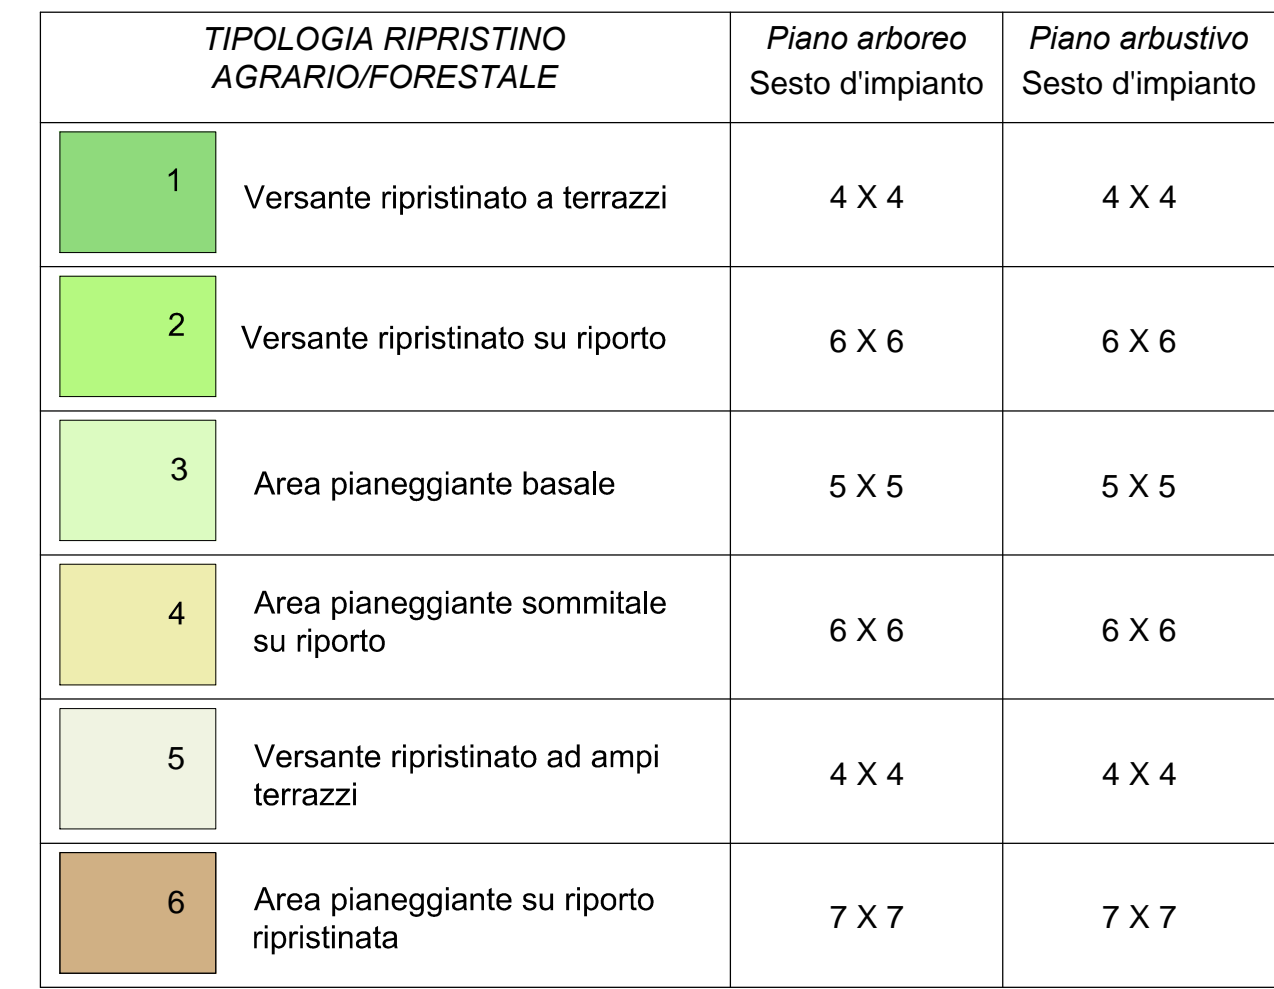 TIPOLOGIA RIPRISTINO
AGRARIO/FORESTALE
Piano arboreo
Sesto d'impianto
Piano arbustivo
Sesto d'impianto
1
Versante ripristinato a terrazzi
4 X 4
4 X 4
2
Versante ripristinato su riporto
6 X 6
6 X 6
3
Area pianeggiante basale
5 X 5
5 X 5
4
Area pianeggiante sommitale
su riporto
6 X 6
6 X 6
5
Versante ripristinato ad ampi
terrazzi
4 X 4
4 X 4
6
Area pianeggiante su riporto
ripristinata
7 X 7
7 X 7